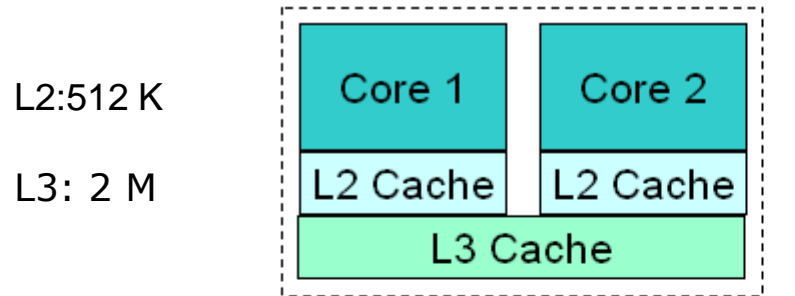 Core 1 Core 2
L2:512 K
L2 Cache L2 Cache
L3: 2 M
L3 Cache